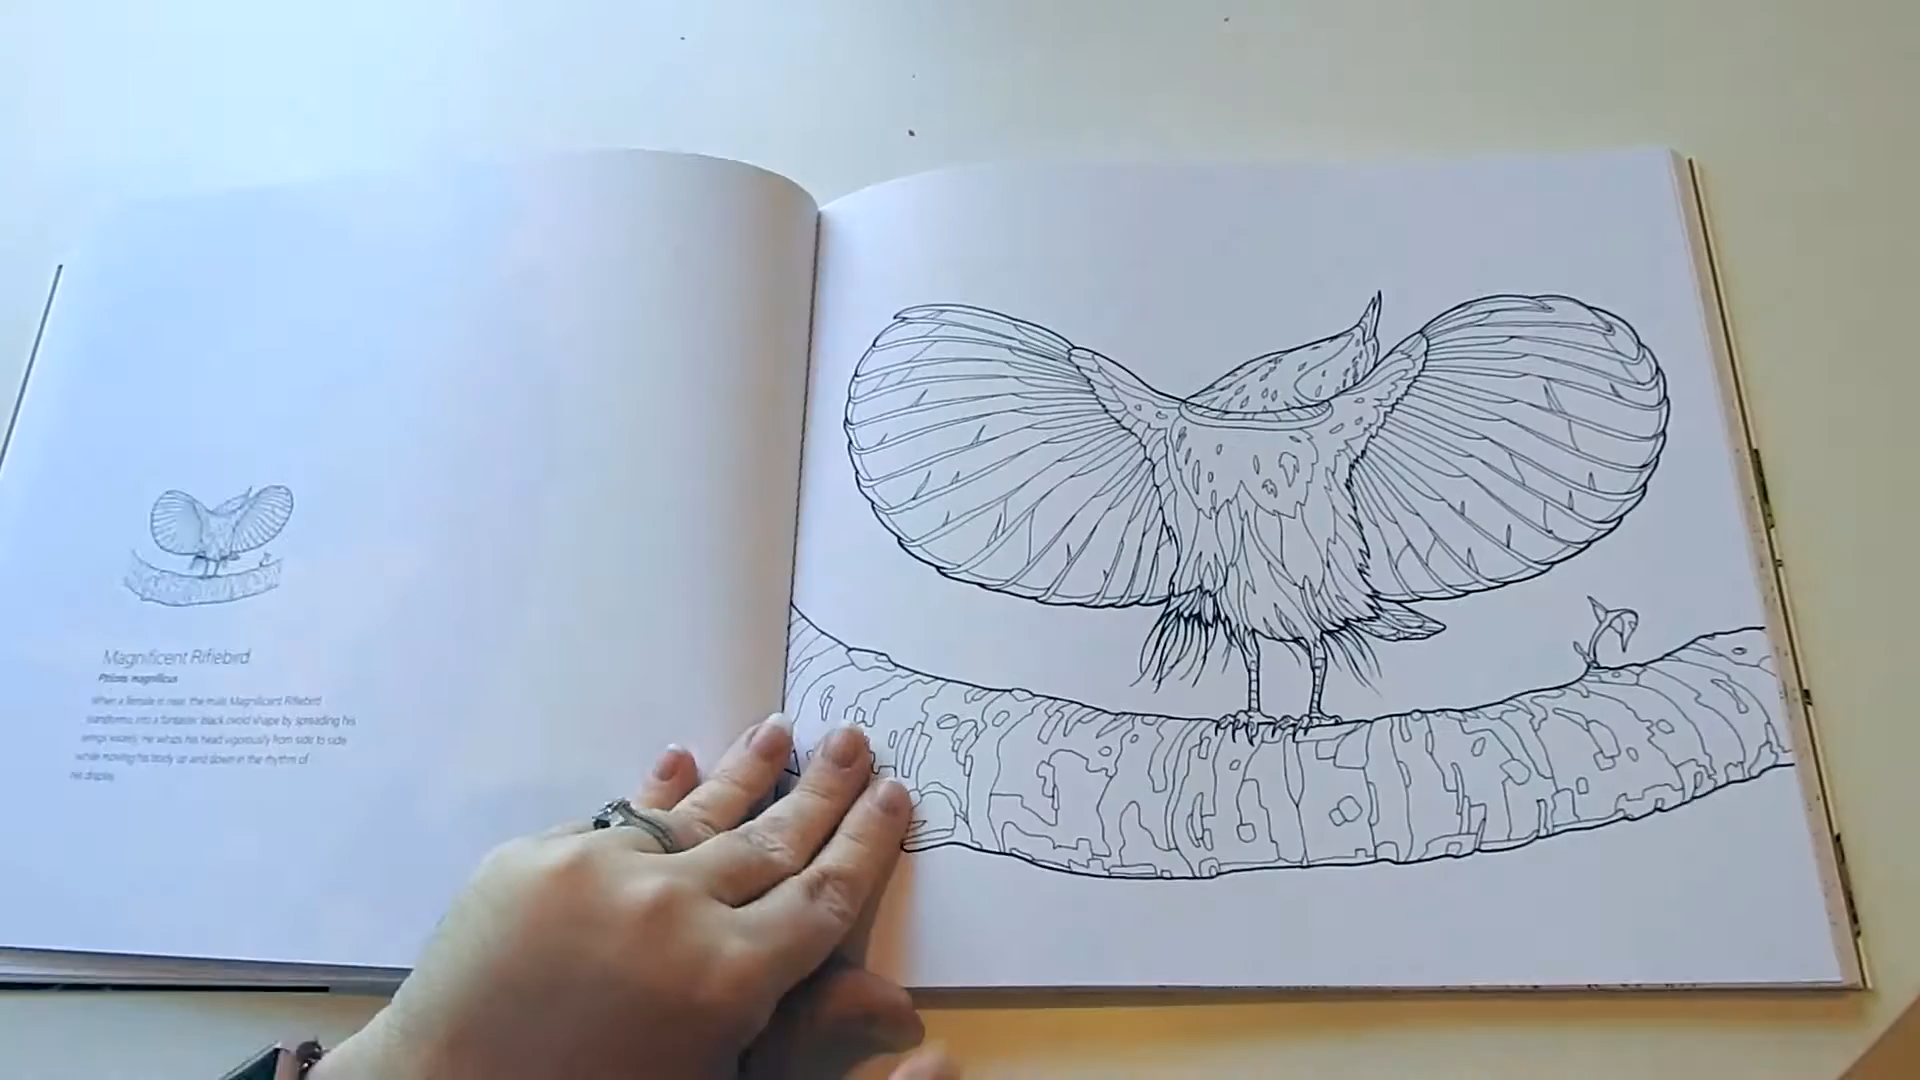 Magnificent Riflebird
Ptiloris magnificus
When a female is near, the male Magnificent Riflebird
transforms into a fantastic black ovoid shape by spreading his
wings widely. He whips his head vigorously from side to side
while moving his body up and down in the rhythm of
his display.